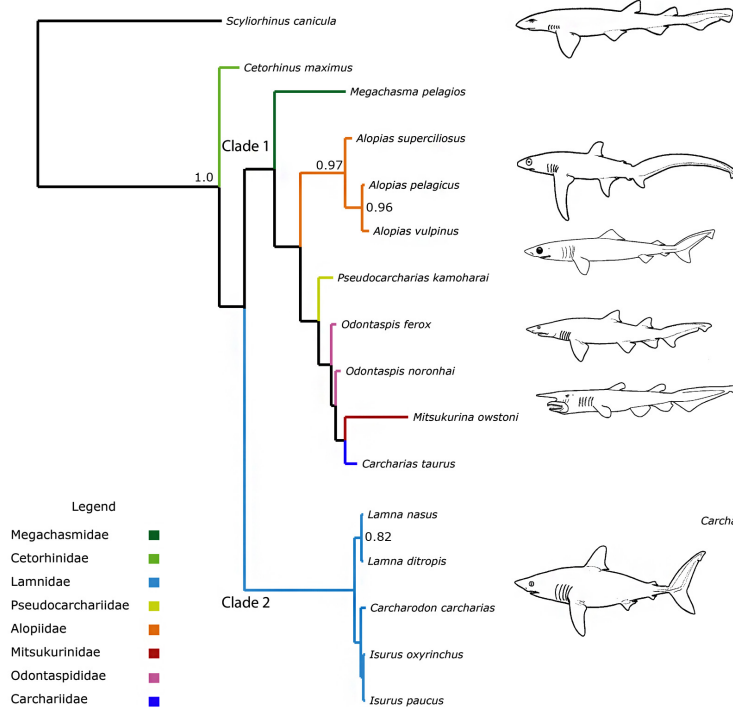 Scyliorhinus canicula
Cetorhinus maximus
Megachasma pelagios
Clade 1
Alopias superciliosus
0.97
1.0
Alopias pelagicus
0.96
Alopias vulpinus
Pseudocarcharias kamoharai
Odontaspis ferox
Odontaspis noronhai
Mitsukurina owstoni
Carcharias taurus
Legend
Megachasmidae
Cetorhinidae
Lamnidae
Pseudocarchariidae
Alopiidae
Mitsukurinidae
Odontaspididae
Carchariidae
Lamna nasus
Carcha
0.82
Lamna ditropis
Clade 2
Carcharodon carcharias
Isurus oxyrinchus
Isurus paucus